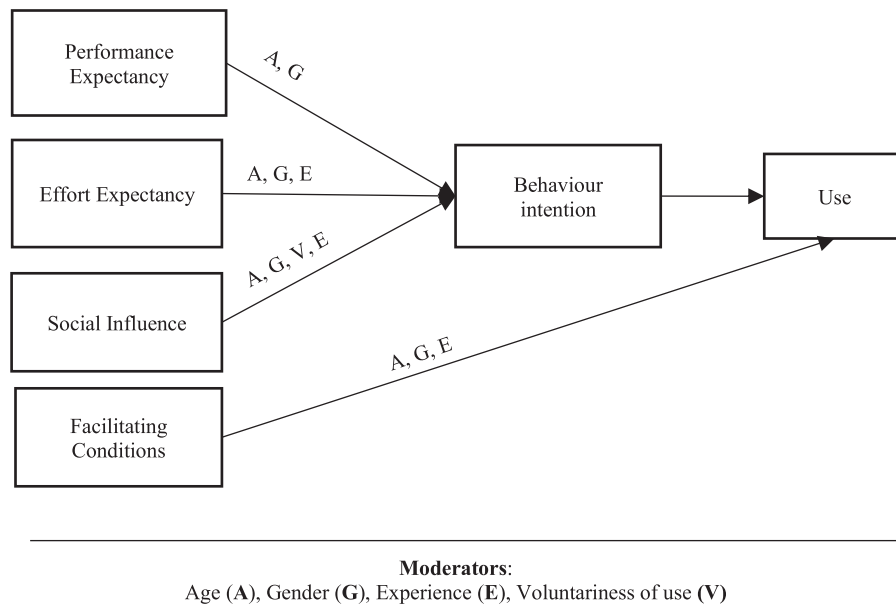 Performance
Expectancy
A, G
Effort Expectancy
A, G, E
Behaviour
intention
Use
A, G, V, E
Social Influence
A, G, E
Facilitating
Conditions
Moderators:
Age (A), Gender (G), Experience (E), Voluntariness of use (V)